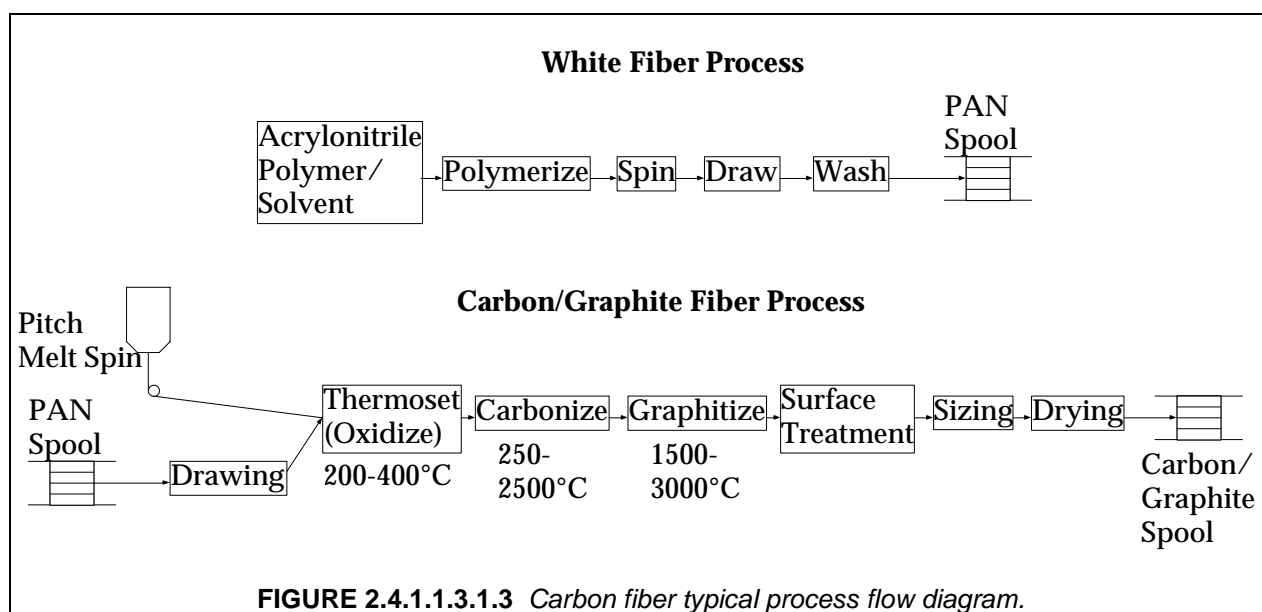 White Fiber Process
Acrylonitrile
Polymer/
Solvent
Polymerize
Spin
Draw
Wash
PAN
Spool
Carbon/Graphite Fiber Process
Pitch
Melt Spin
PAN
Spool
Drawing
Thermoset
(Oxidize)
200-400°C
Carbonize
250-
2500°C
Graphitize
1500-
3000°C
Surface
Treatment
Sizing
Drying
Carbon/
Graphite
Spool
FIGURE 2.4.1.1.3.1.3 Carbon fiber typical process flow diagram.